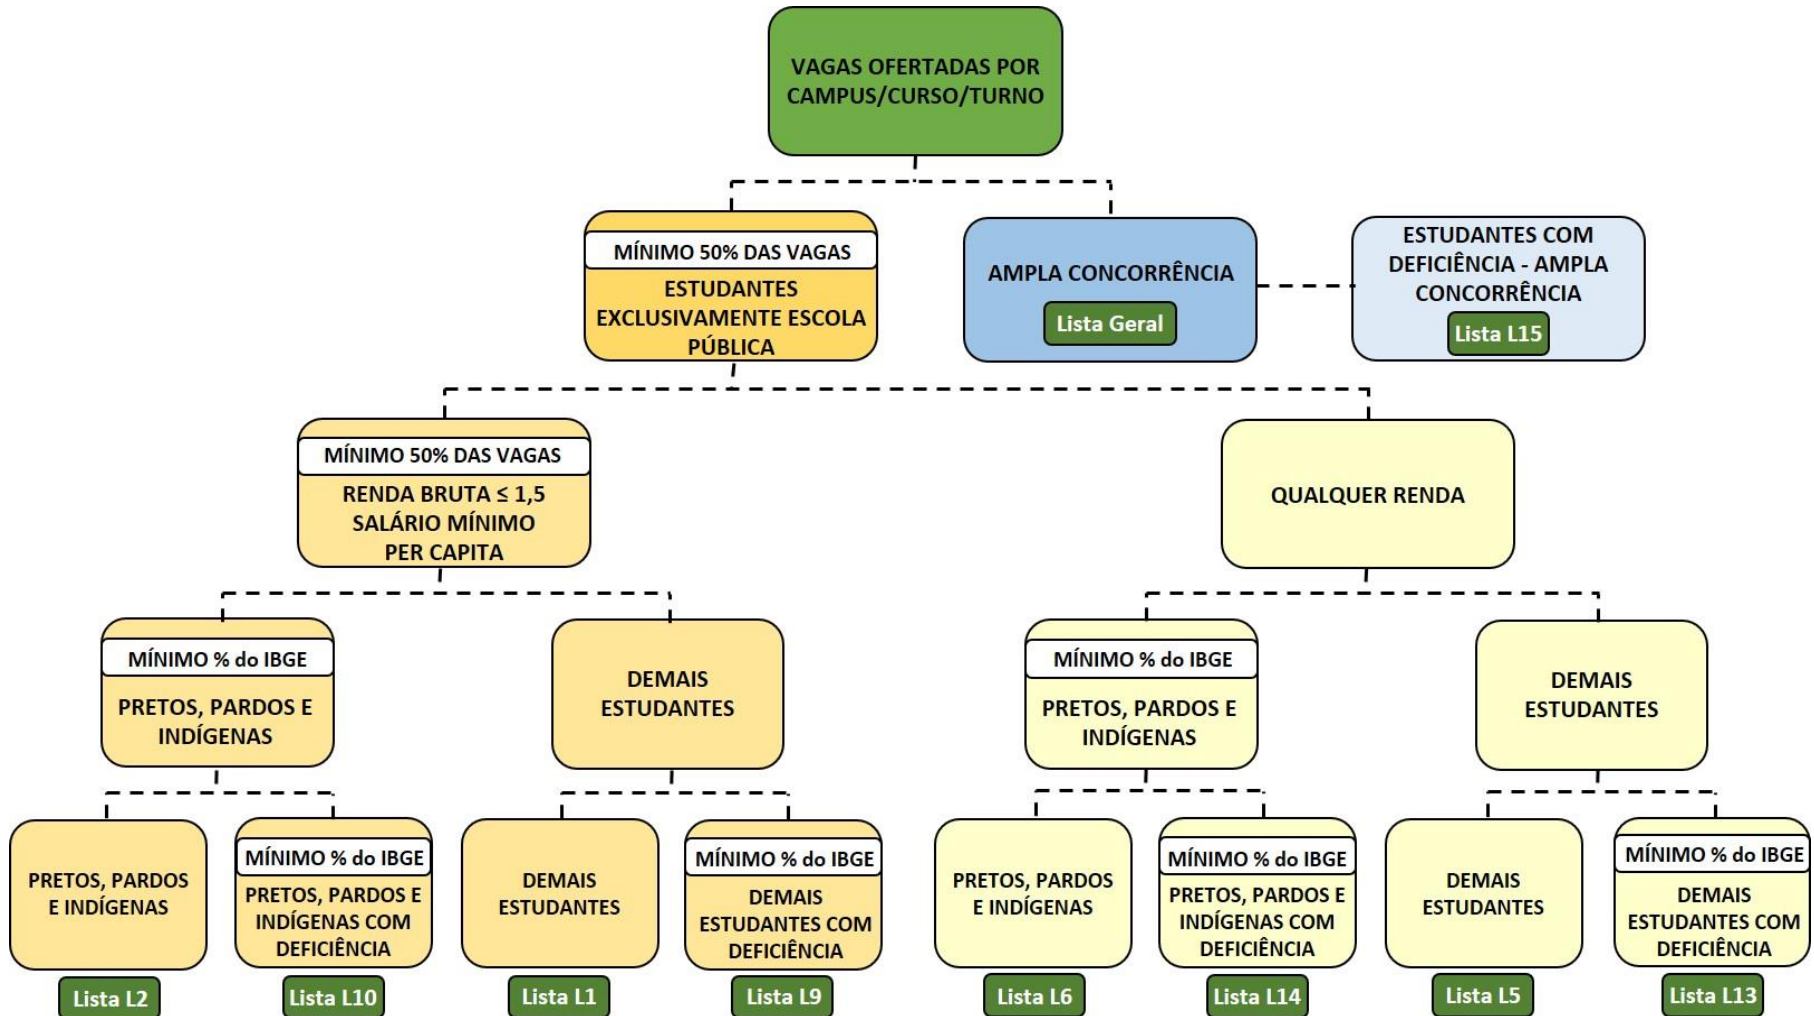 VAGAS OFERTADAS POR
CAMPUS/CURSO/TURNO
MÍNIMO 50% DAS VAGAS
ESTUDANTES
EXCLUSIVAMENTE ESCOLA
PÚBLICA
AMPLA CONCORRÊNCIA
Lista Geral
ESTUDANTES COM
DEFICIÊNCIA - AMPLA
CONCORRÊNCIA
Lista L15
MÍNIMO 50% DAS VAGAS
RENDA BRUTA ≤ 1,5
SALÁRIO MÍNIMO
PER CAPITA
QUALQUER RENDA
MÍNIMO % do IBGE
PRETOS, PARDOS E
INDÍGENAS
DEMAIS
ESTUDANTES
MÍNIMO % do IBGE
PRETOS, PARDOS E
INDÍGENAS
DEMAIS
ESTUDANTES
PRETOS, PARDOS
E INDÍGENAS
Lista L2
MÍNIMO % do IBGE
PRETOS, PARDOS E
INDÍGENAS COM
DEFICIÊNCIA
Lista L10
DEMAIS
ESTUDANTES
Lista L1
MÍNIMO % do IBGE
DEMAIS
ESTUDANTES COM
DEFICIÊNCIA
Lista L9
PRETOS, PARDOS
E INDÍGENAS
Lista L6
MÍNIMO % do IBGE
PRETOS, PARDOS E
INDÍGENAS COM
DEFICIÊNCIA
Lista L14
DEMAIS
ESTUDANTES
Lista L5
MÍNIMO % do IBGE
DEMAIS
ESTUDANTES COM
DEFICIÊNCIA
Lista L13